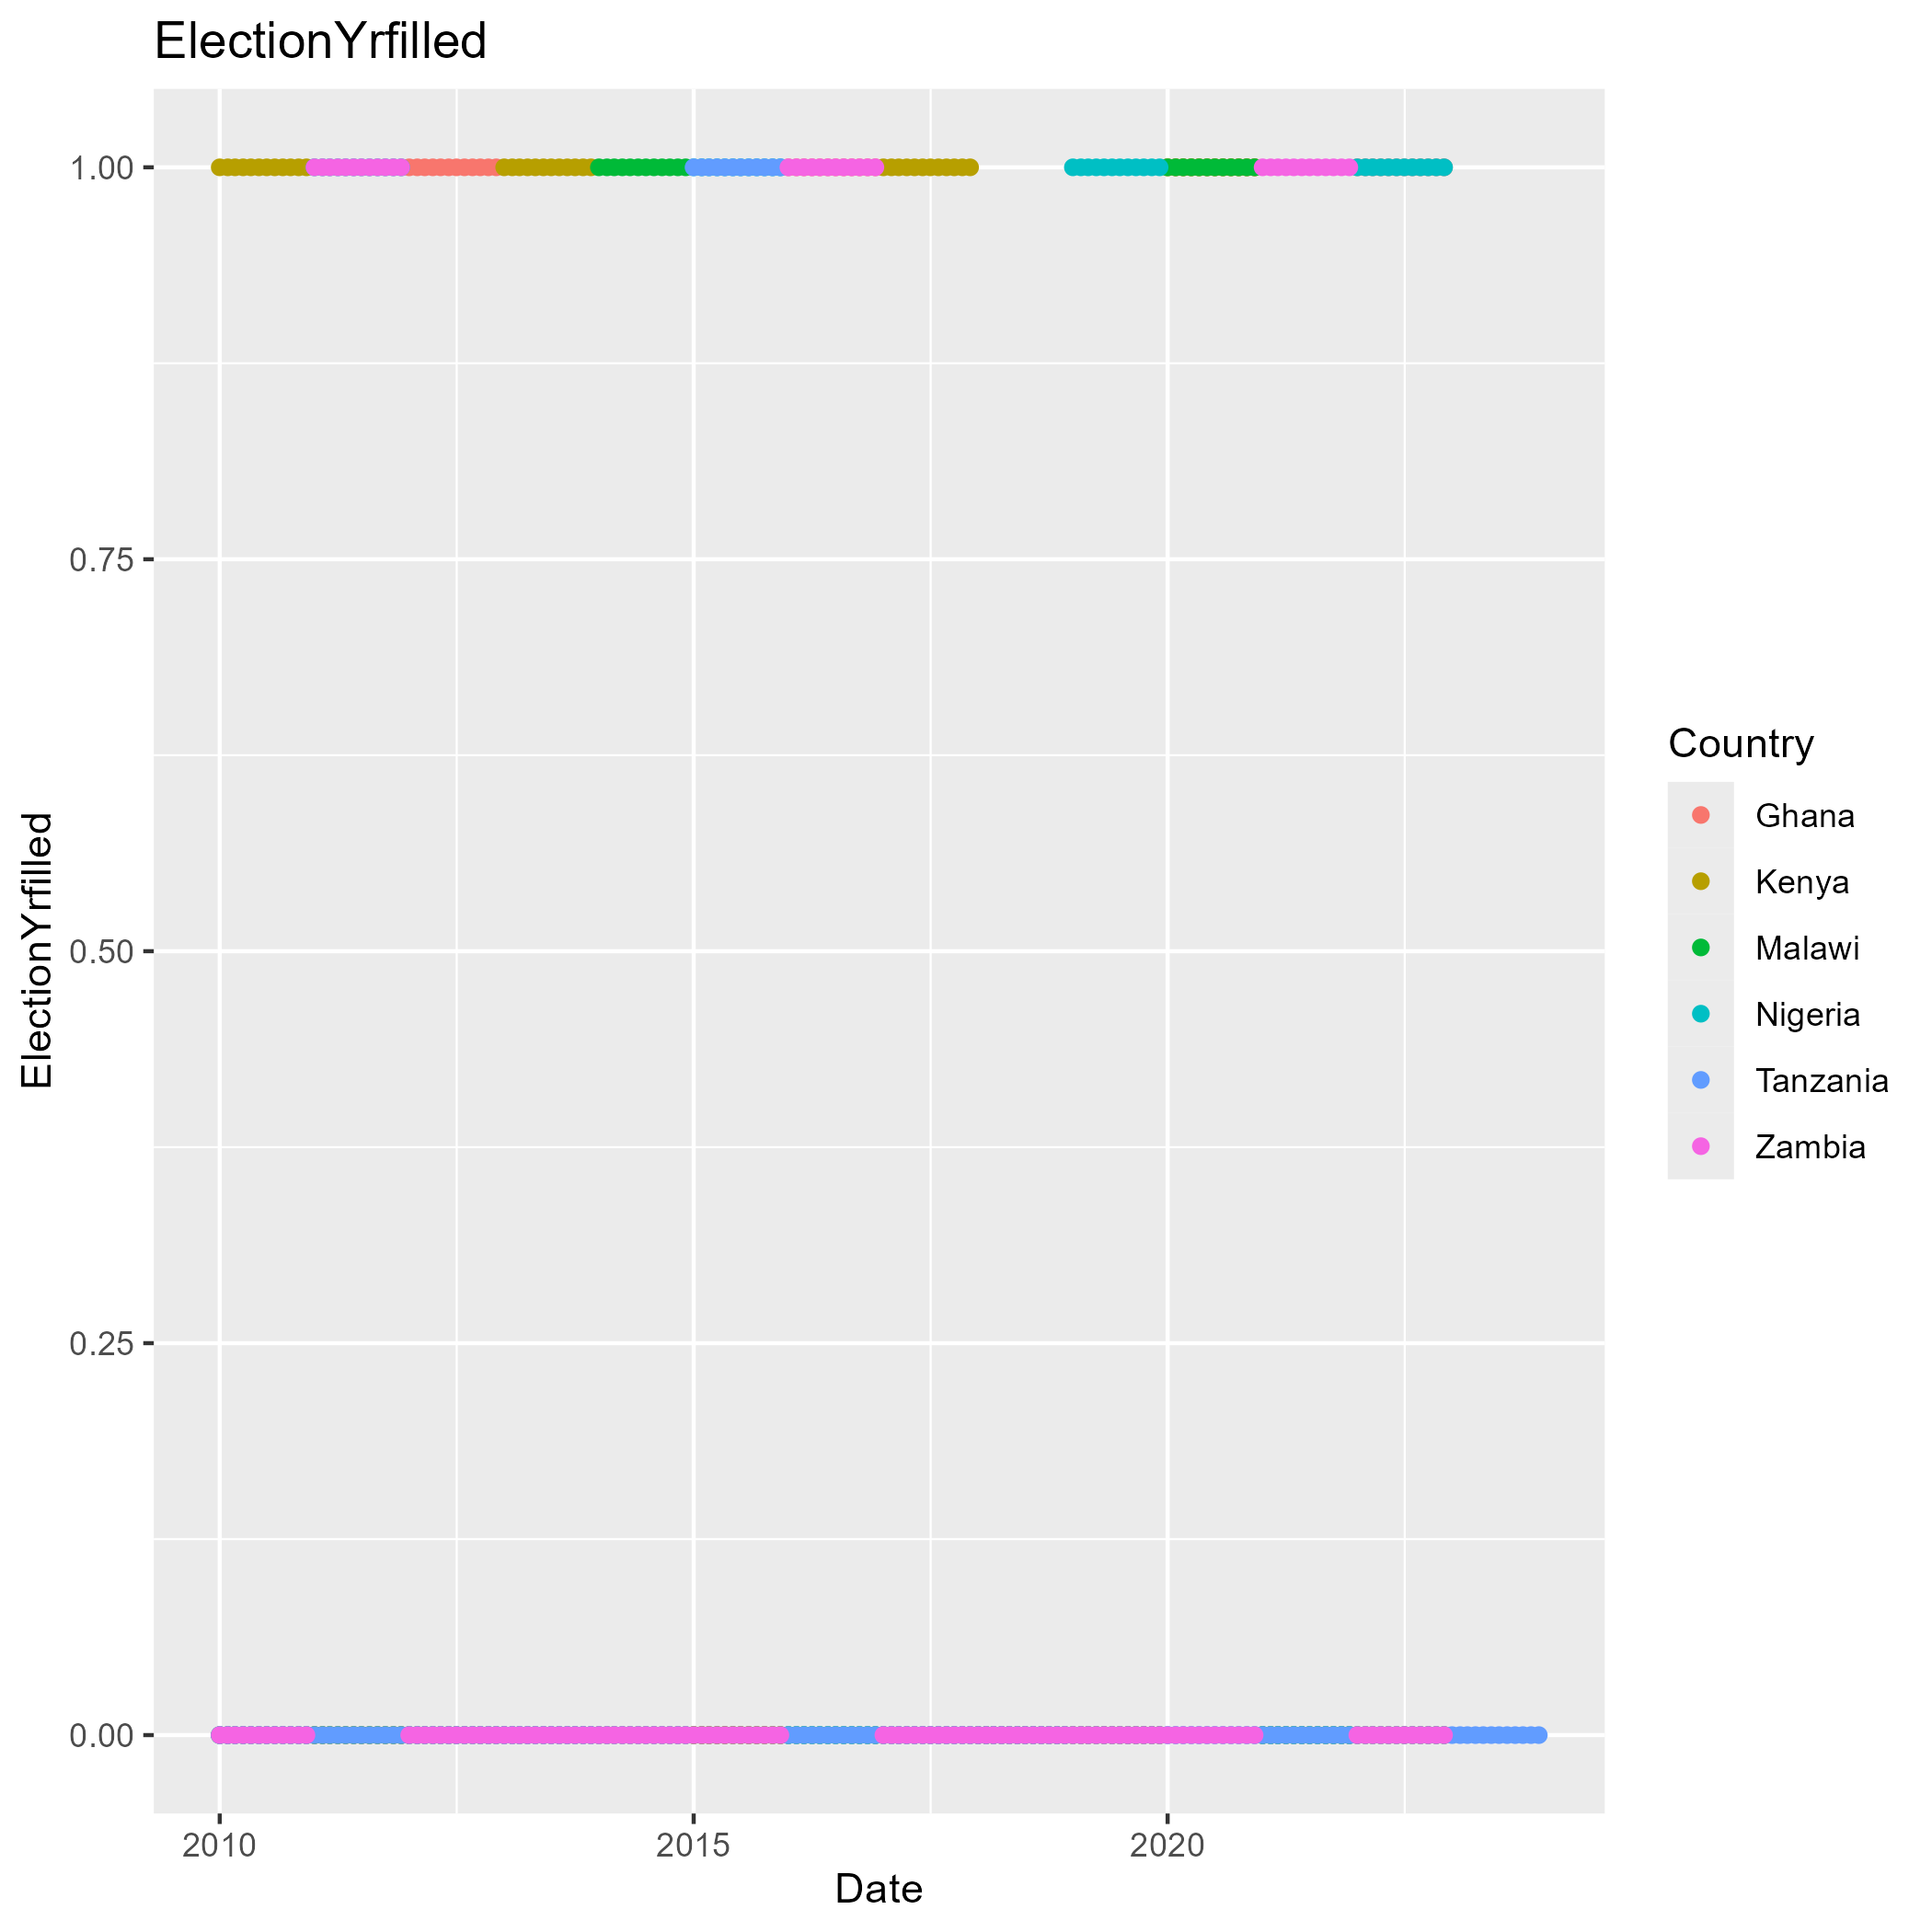 ElectionYrfilled
ElectionYrfilled
1.00
0.75
0.50
0.25
0.00
2010 2015 2020
Date
Country
Ghana
Kenya
Malawi
Nigeria
Tanzania
Zambia